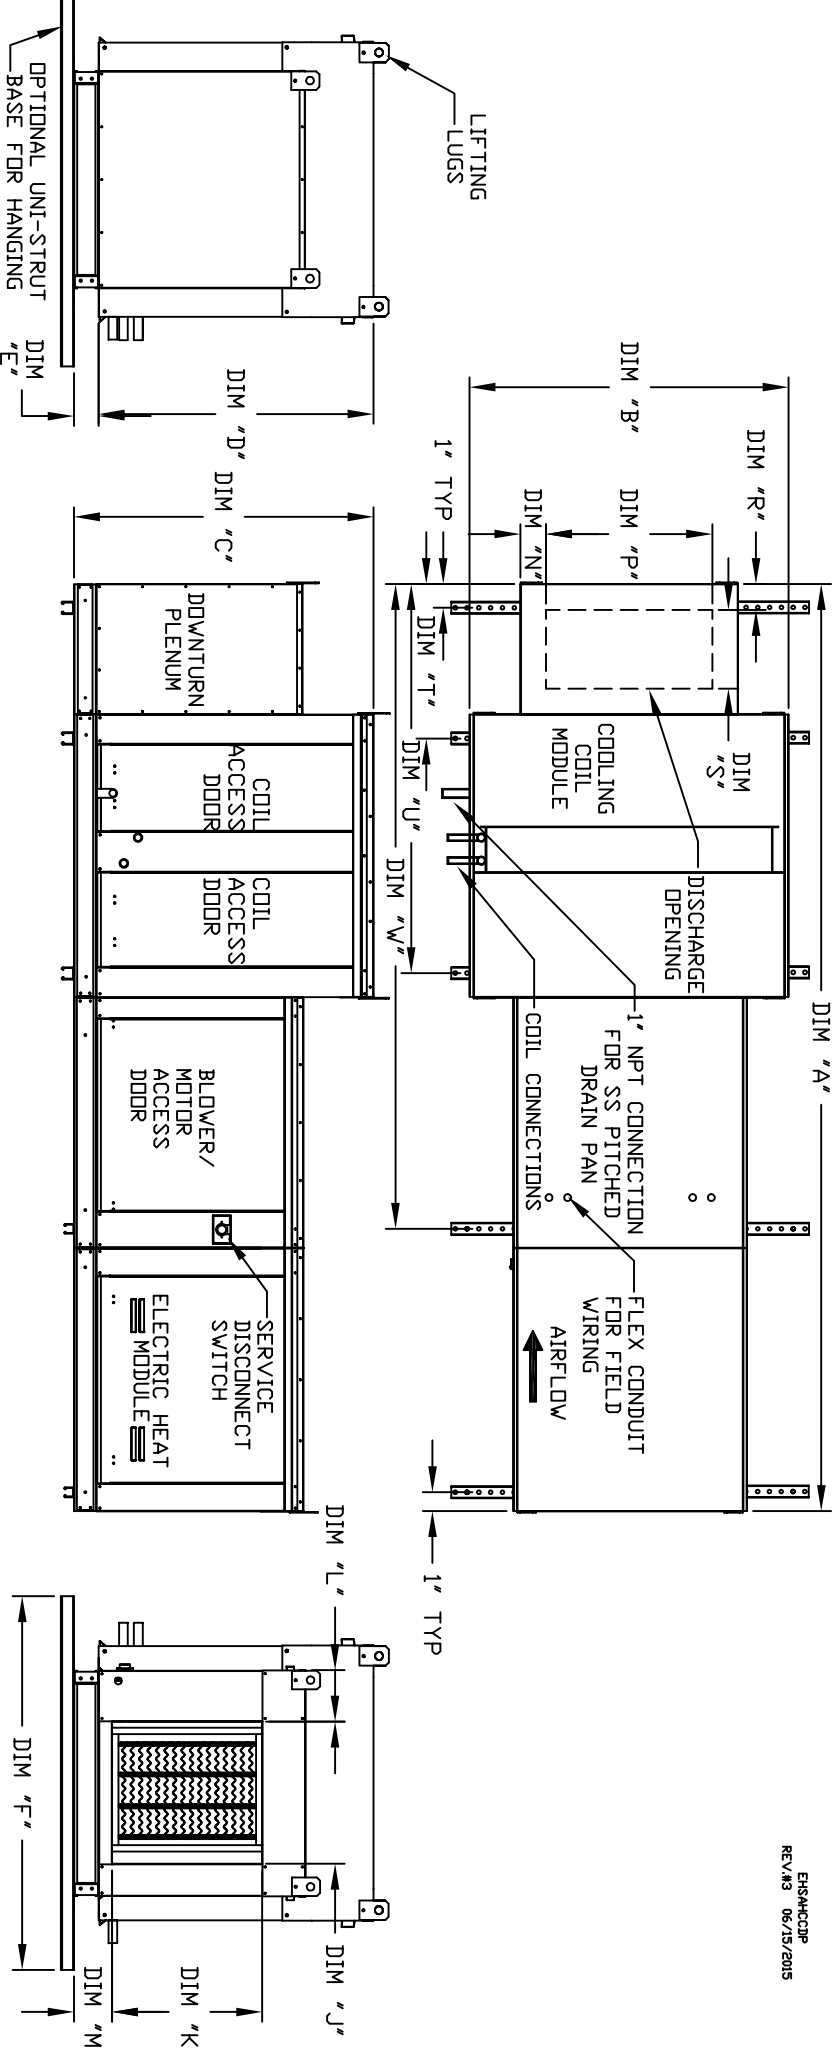 LIFTING
LUGS
OPTIONAL UNI-STRUT
BASE FOR HANGING
DIM
"E"
DIM "D"
DIM "B"
DIM "R"
1" TYP
DIM "N"
DIM "P"
DIM "T"
DIM "U"
DIM "W"
DIM
"S"
DIM "A"
COOLING
COIL
MODULE
DISCHARGE
OPENING
COIL CONNECTIONS
1" NPT CONNECTION
FOR SS PITCHED
DRAIN PAN
FLEX CONDUIT
FOR FIELD
WIRING
AIRFLOW
1" TYP
DIM "C"
DOWNTURN
PLENUM
COIL
ACCESS
DOOR
COIL
ACCESS
DOOR
BLOWER/
MOTOR
ACCESS
DOOR
SERVICE
DISCONNECT
SWITCH
ELECTRIC HEAT
MODULE
DIM "L"
DIM "J"
DIM "K
DIM "M
DIM "F"
EHSAHCCDP
REV.#3 06/15/2015